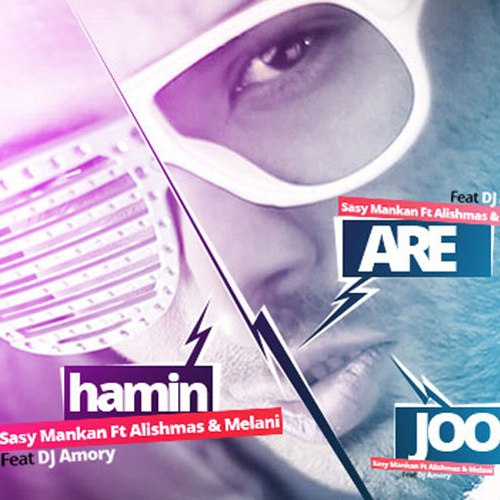 Feat DJ
Sasy Mankan Ft Alishmas &
ARE
hamin
Sasy Mankan Ft Alishmas & Melani
Feat DJ Amory
JOO
Sasy Mankan Ft Alishmas & Melani
Feat DJ Amory